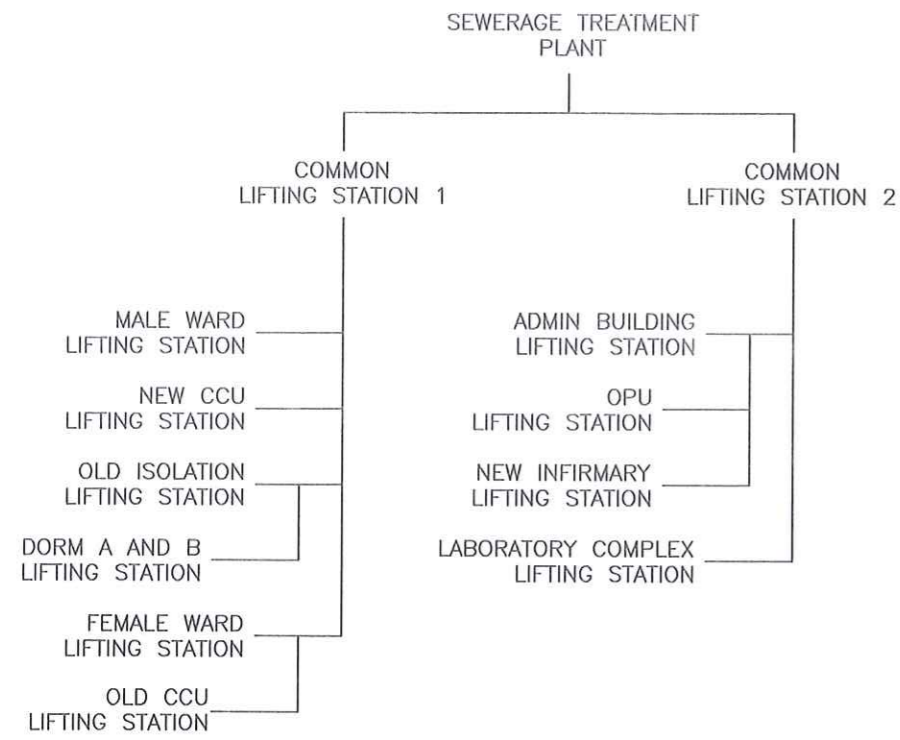 SEWERAGE TREATMENT
PLANT
COMMON
LIFTING STATION 1
COMMON
LIFTING STATION 2
MALE WARD
LIFTING STATION
NEW CCU
LIFTING STATION
OLD ISOLATION
LIFTING STATION
DORM A AND B
LIFTING STATION
FEMALE WARD
LIFTING STATION
OLD CCU
LIFTING STATION
ADMIN BUILDING
LIFTING STATION
OPU
LIFTING STATION
NEW INFIRMARY
LIFTING STATION
LABORATORY COMPLEX
LIFTING STATION